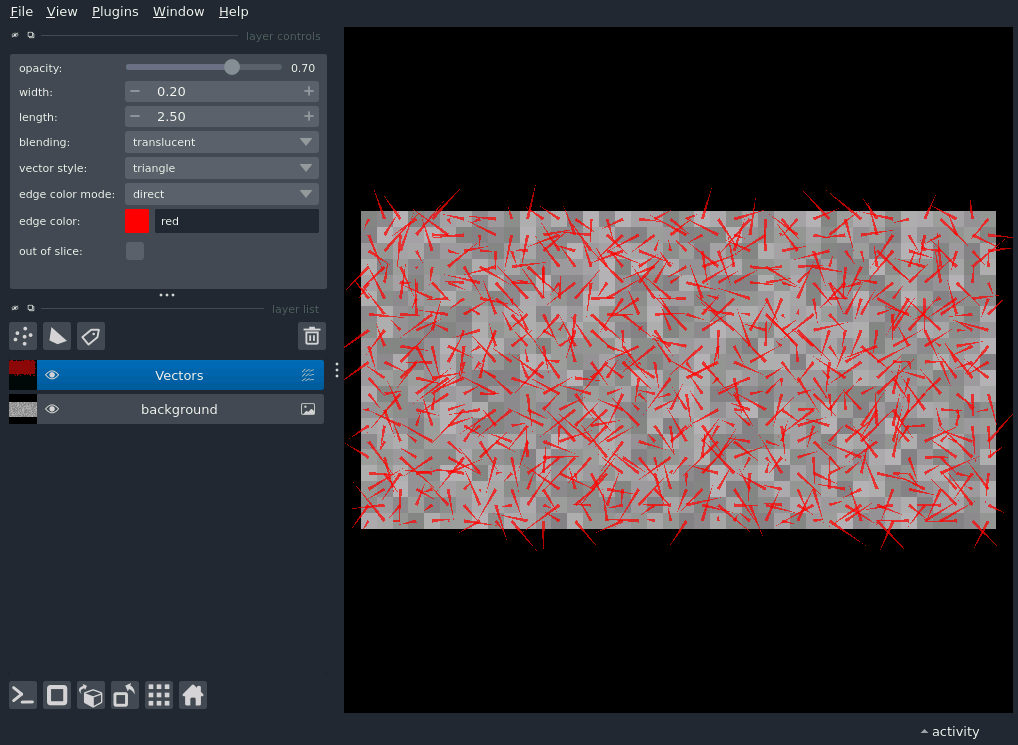 File View Plugins Window Help
layer controls
opacity: 0.70
width: − 0.20 +
length: − 2.50 +
blending: translucent
vector style: triangle
edge color mode: direct
edge color: red
out of slice:
layer list
Vectors
background
activity